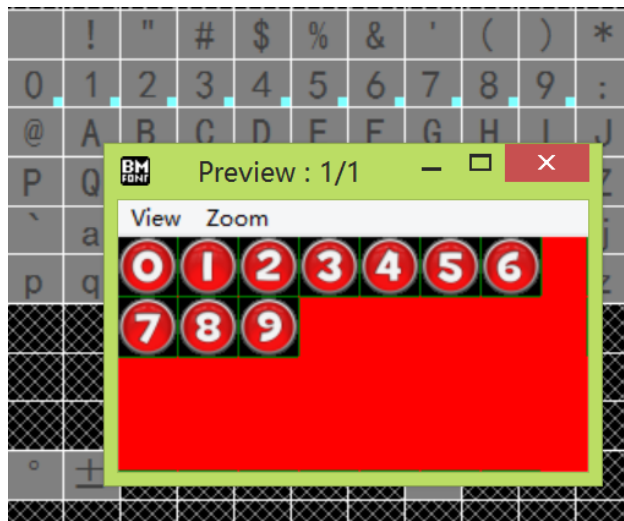 ! " # $ % & ' ( ) *
0 1 2 3 4 5 6 7 8 9 :
@ A B C D E F G H I J
P Q Z
BM FONT Preview : 1/1
` a j
View Zoom
p q z
0 1 2 3 4 5 6
7 8 9
° ±